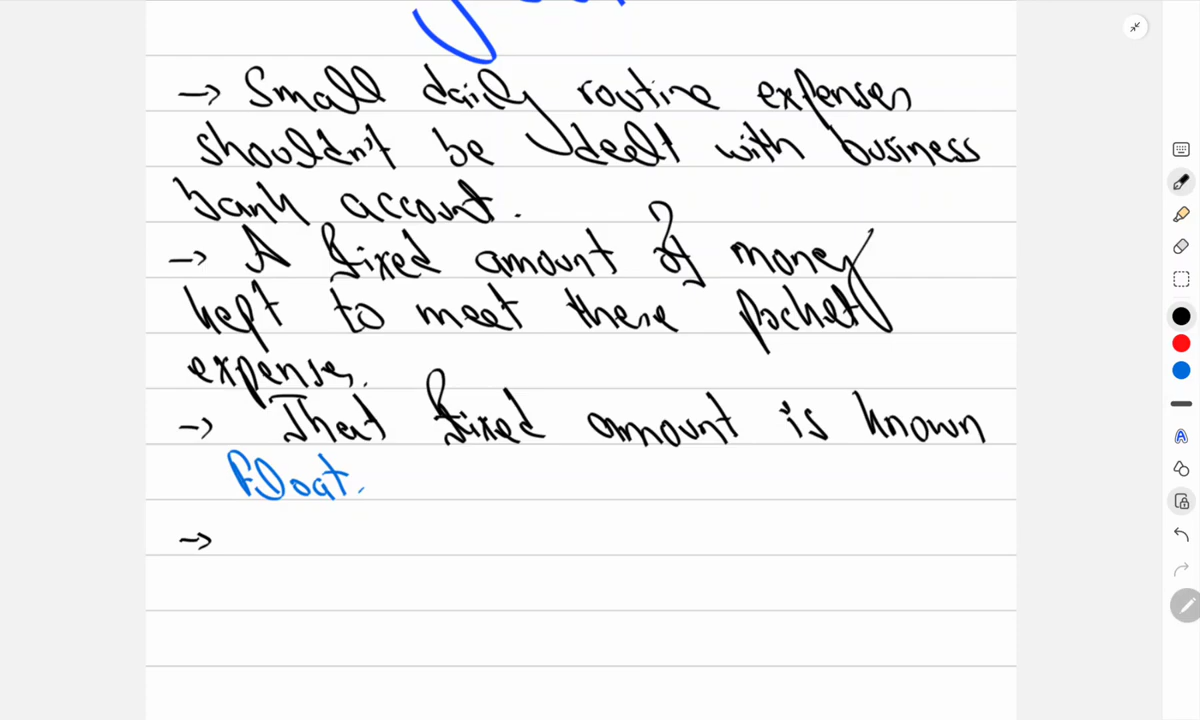 → Small daily routine expenses
shouldn't be dealt with business
bank account.
→ A fixed amount of money
kept to meet these pocket
expenses.
→ That fixed amount is known
float.
→